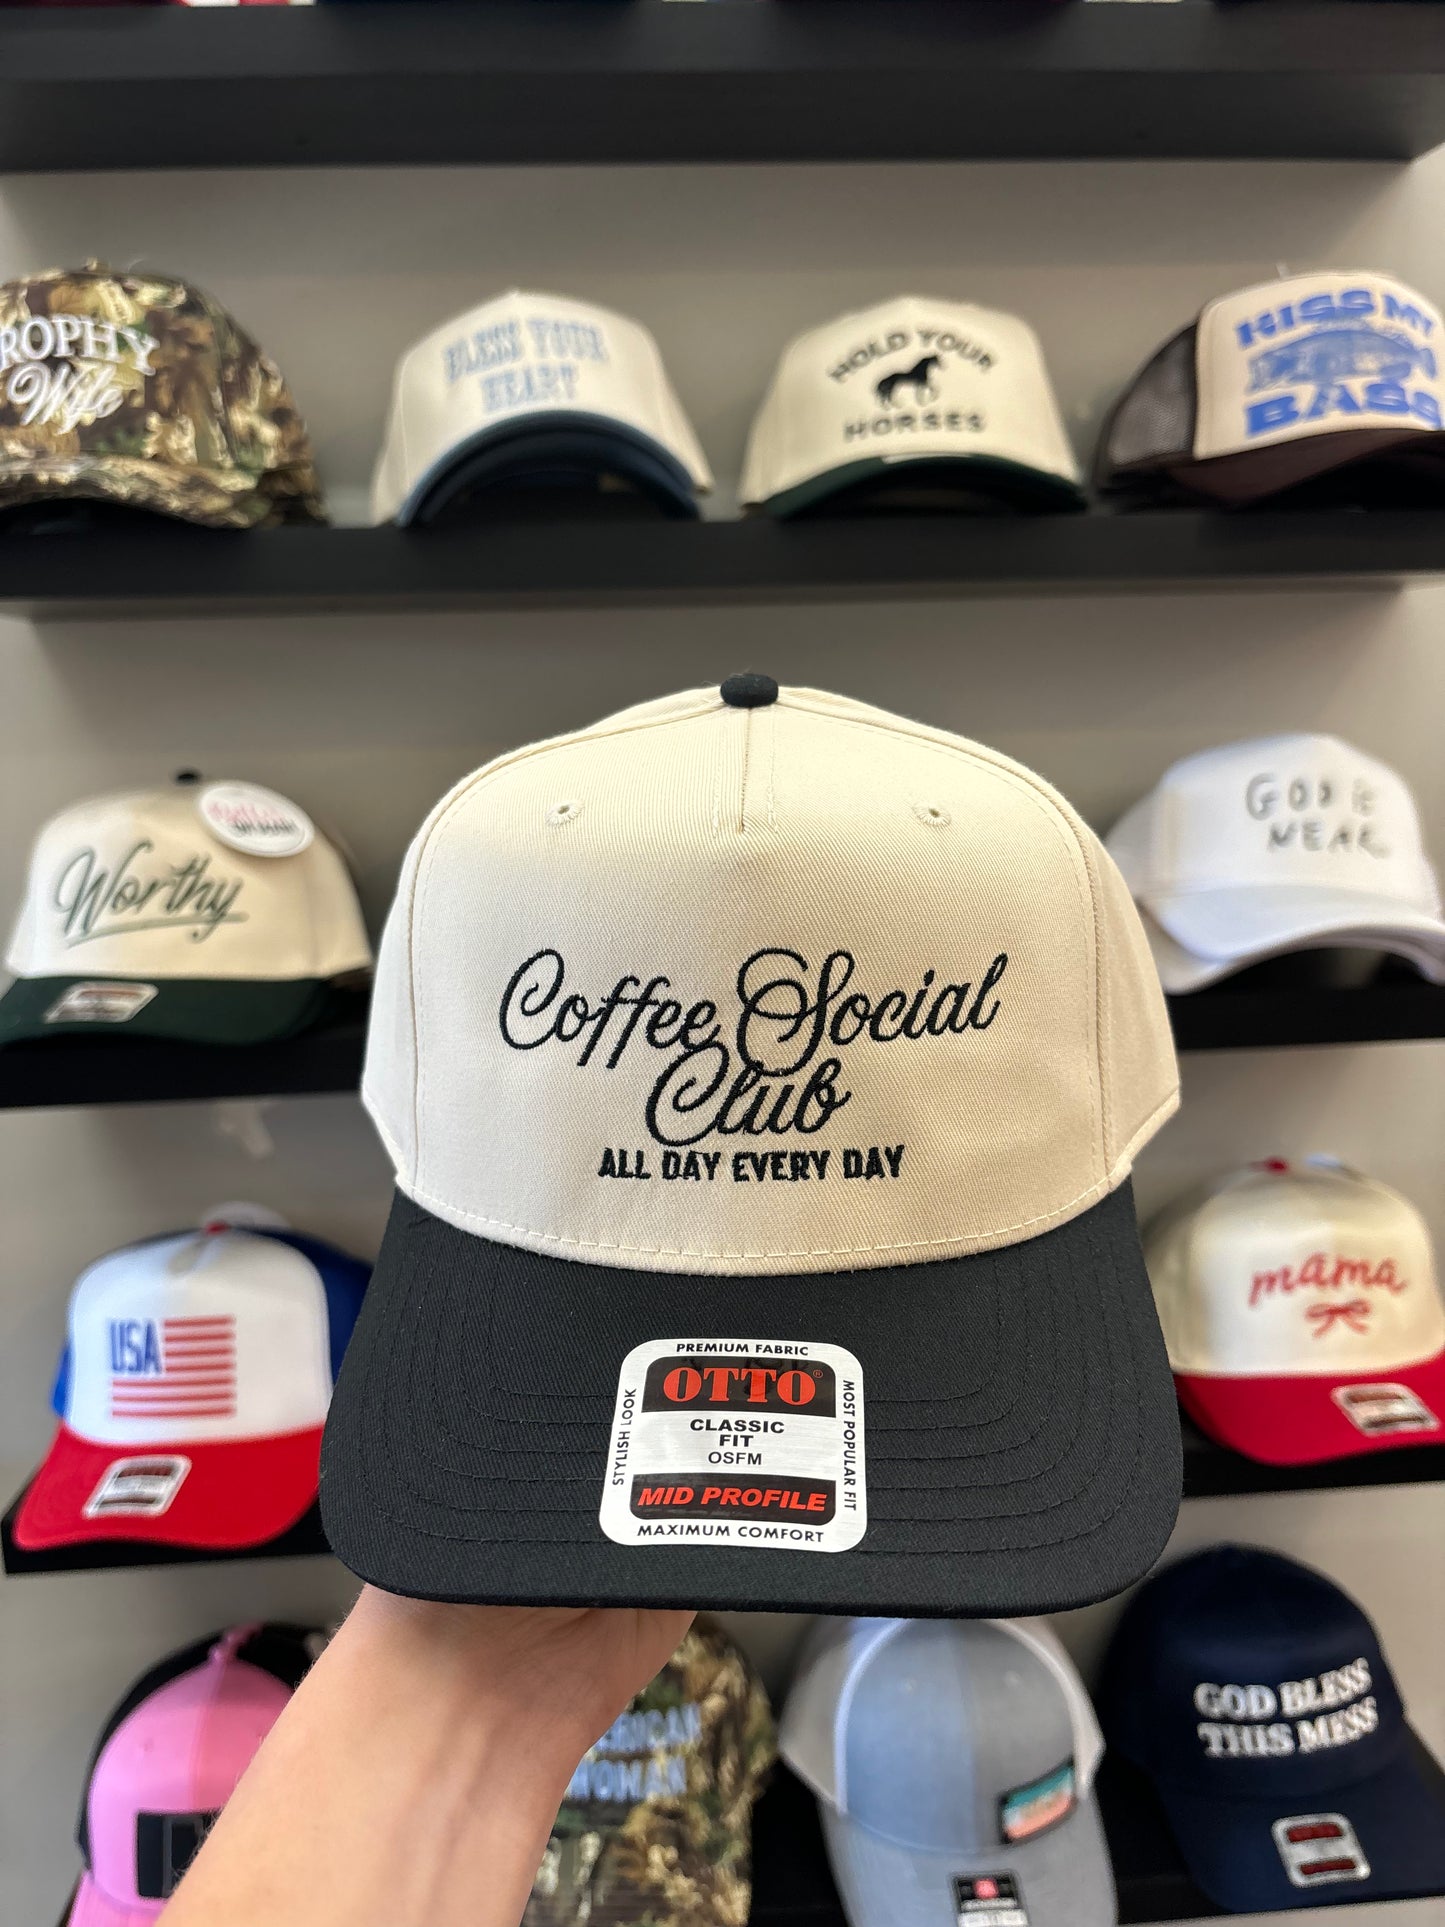 ROPHY
Wife
BLESS YOUR
HEART
HOLD YOUR
HORSES
KISS MY
BASS
Worthy
GOD IS
NEAR
Coffee Social
Club
ALL DAY EVERY DAY
USA
mama
PREMIUM FABRIC
OTTO®
CLASSIC
FIT
OSFM
MID PROFILE
MAXIMUM COMFORT
STYLISH LOOK
MOST POPULAR FIT
RICAN
WOMAN
GOD BLESS
THIS MESS